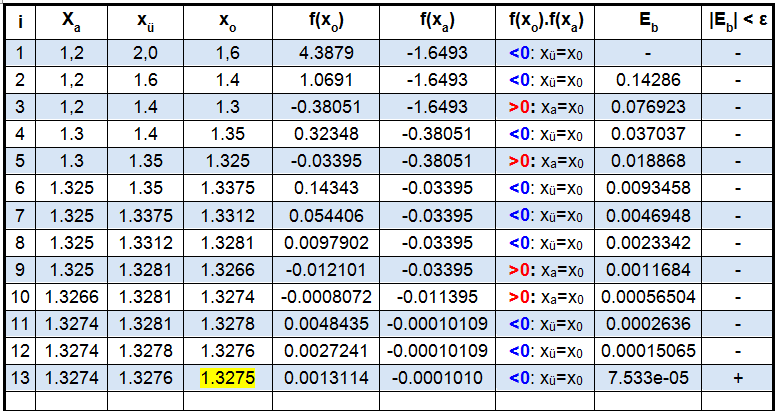 i Xa xü xo f(xo) f(xa) f(xo).f(xa) Eb |Eb| < ε
1 1,2 2,0 1,6 4.3879 -1.6493 <0: xü=x0 - -
2 1,2 1.6 1.4 1.0691 -1.6493 <0: xü=x0 0.14286 -
3 1,2 1.4 1.3 -0.38051 -1.6493 >0: xa=x0 0.076923 -
4 1.3 1.4 1.35 0.32348 -0.38051 <0: xü=x0 0.037037 -
5 1.3 1.35 1.325 -0.03395 -0.38051 >0: xa=x0 0.018868 -
6 1.325 1.35 1.3375 0.14343 -0.03395 <0: xü=x0 0.0093458 -
7 1.325 1.3375 1.3312 0.054406 -0.03395 <0: xü=x0 0.0046948 -
8 1.325 1.3312 1.3281 0.0097902 -0.03395 <0: xü=x0 0.0023342 -
9 1.325 1.3281 1.3266 -0.012101 -0.03395 >0: xa=x0 0.0011684 -
10 1.3266 1.3281 1.3274 -0.0008072 -0.011395 >0: xa=x0 0.00056504 -
11 1.3274 1.3281 1.3278 0.0048435 -0.00010109 <0: xü=x0 0.0002636 -
12 1.3274 1.3278 1.3276 0.0027241 -0.00010109 <0: xü=x0 0.00015065 -
13 1.3274 1.3276 1.3275 0.0013114 -0.0001010 <0: xü=x0 7.533e-05 +